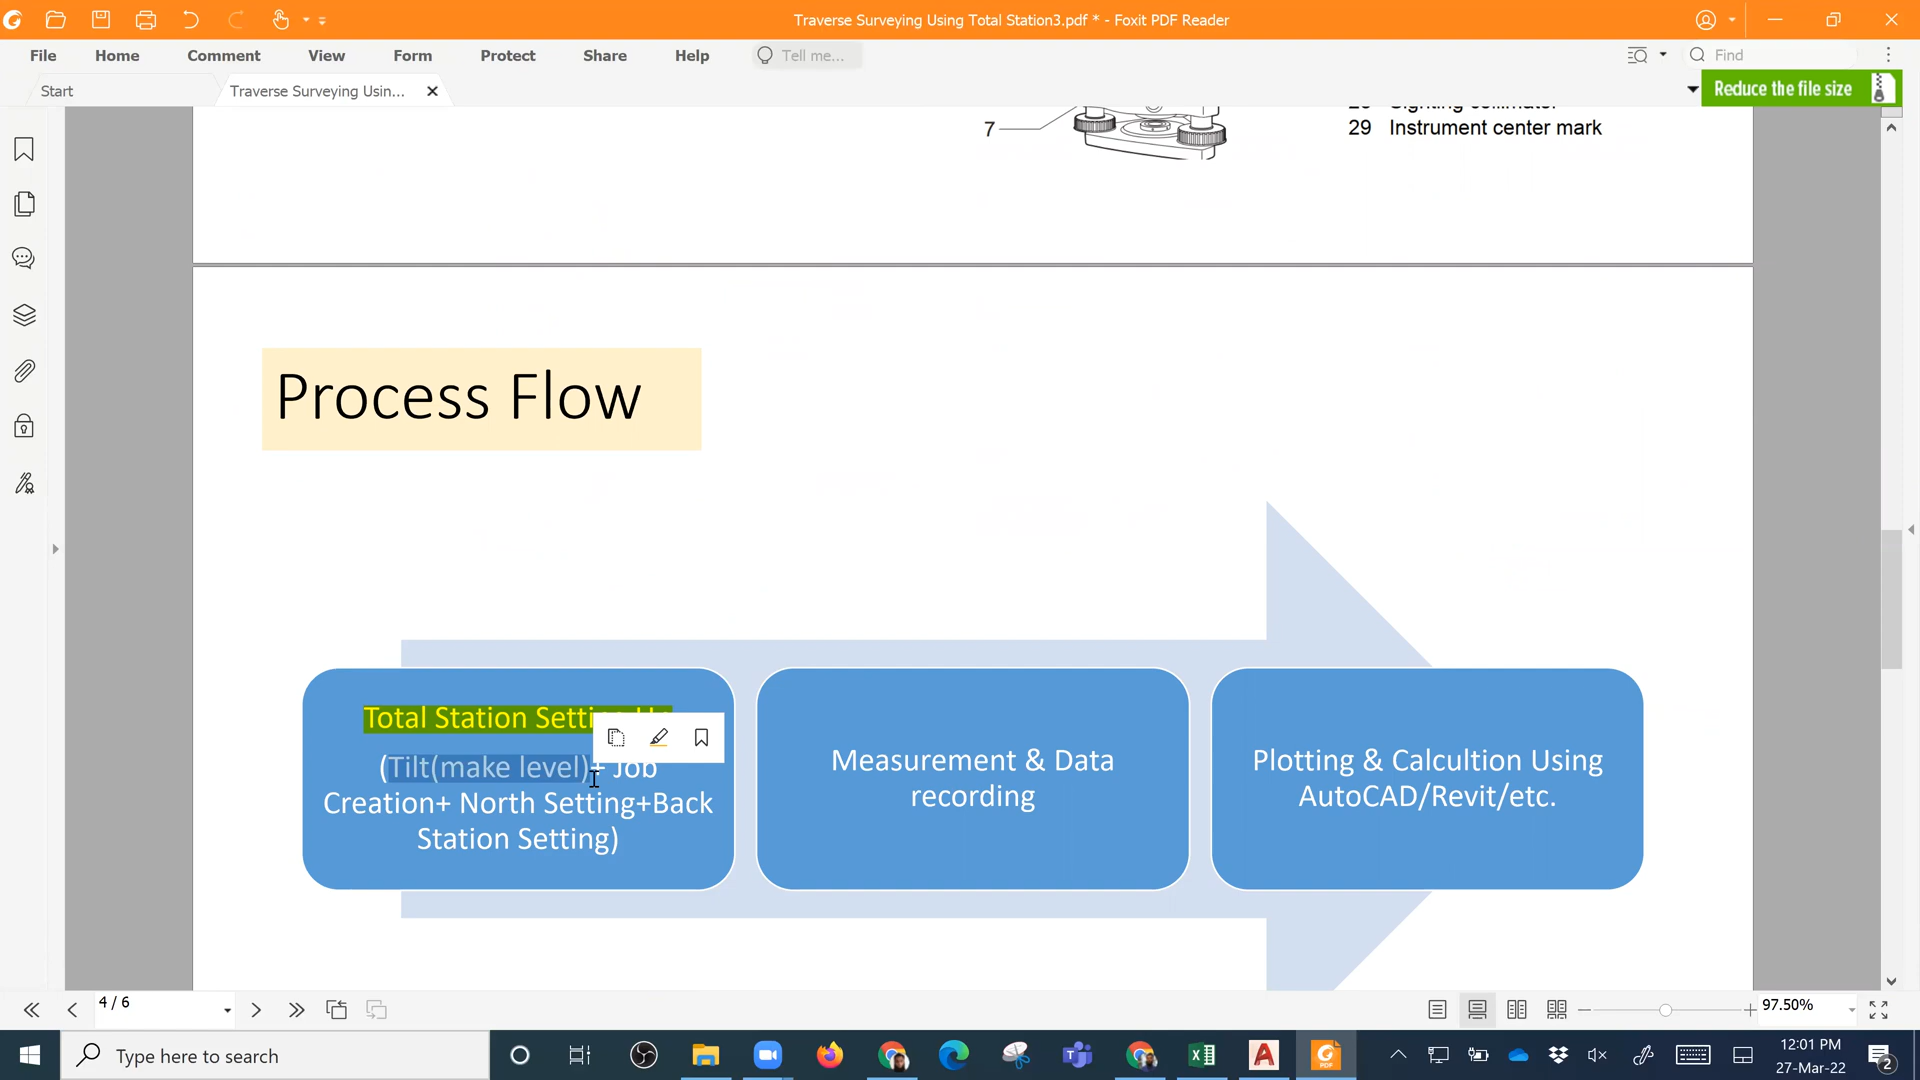 Traverse Surveying Using Total Station3.pdf * - Foxit PDF Reader
File Home Comment View Form Protect Share Help Tell me... Find
Start
Traverse Surveying Usin...
Reduce the file size
7
29 Instrument center mark
Process Flow
Total Station Setti
(Tilt(make level)+ Job
Creation+ North Setting+Back
Station Setting)
Measurement & Data
recording
Plotting & Calcultion Using
AutoCAD/Revit/etc.
4 / 6
97.50%
Type here to search
12:01 PM
27-Mar-22
2